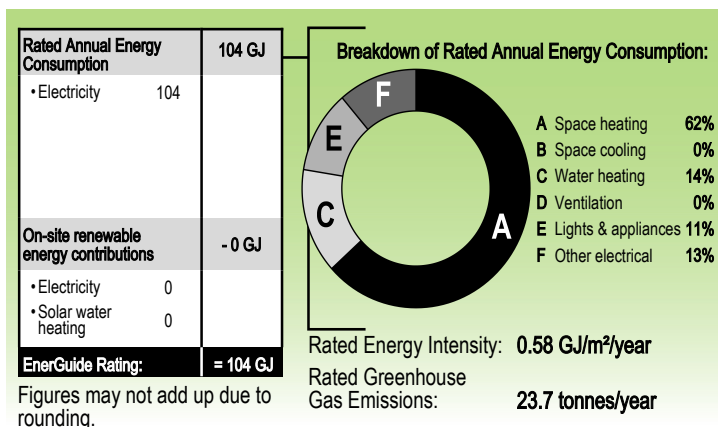 Rated Annual Energy
Consumption
104 GJ
• Electricity 104
On-site renewable
energy contributions
- 0 GJ
• Electricity 0
• Solar water
heating 0
EnerGuide Rating: = 104 GJ
Figures may not add up due to
rounding.
Breakdown of Rated Annual Energy Consumption:
F
E
C
A
A Space heating 62%
B Space cooling 0%
C Water heating 14%
D Ventilation 0%
E Lights & appliances 11%
F Other electrical 13%
Rated Energy Intensity: 0.58 GJ/m²/year
Rated Greenhouse
Gas Emissions: 23.7 tonnes/year